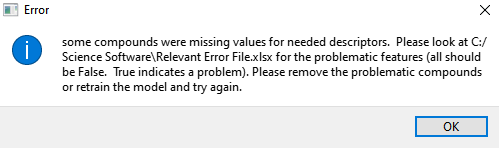 Error
some compounds were missing values for needed descriptors.  Please look at C:/
Science Software\Relevant Error File.xlsx for the problematic features (all should
be False.  True indicates a problem). Please remove the problematic compounds
or retrain the model and try again.
OK